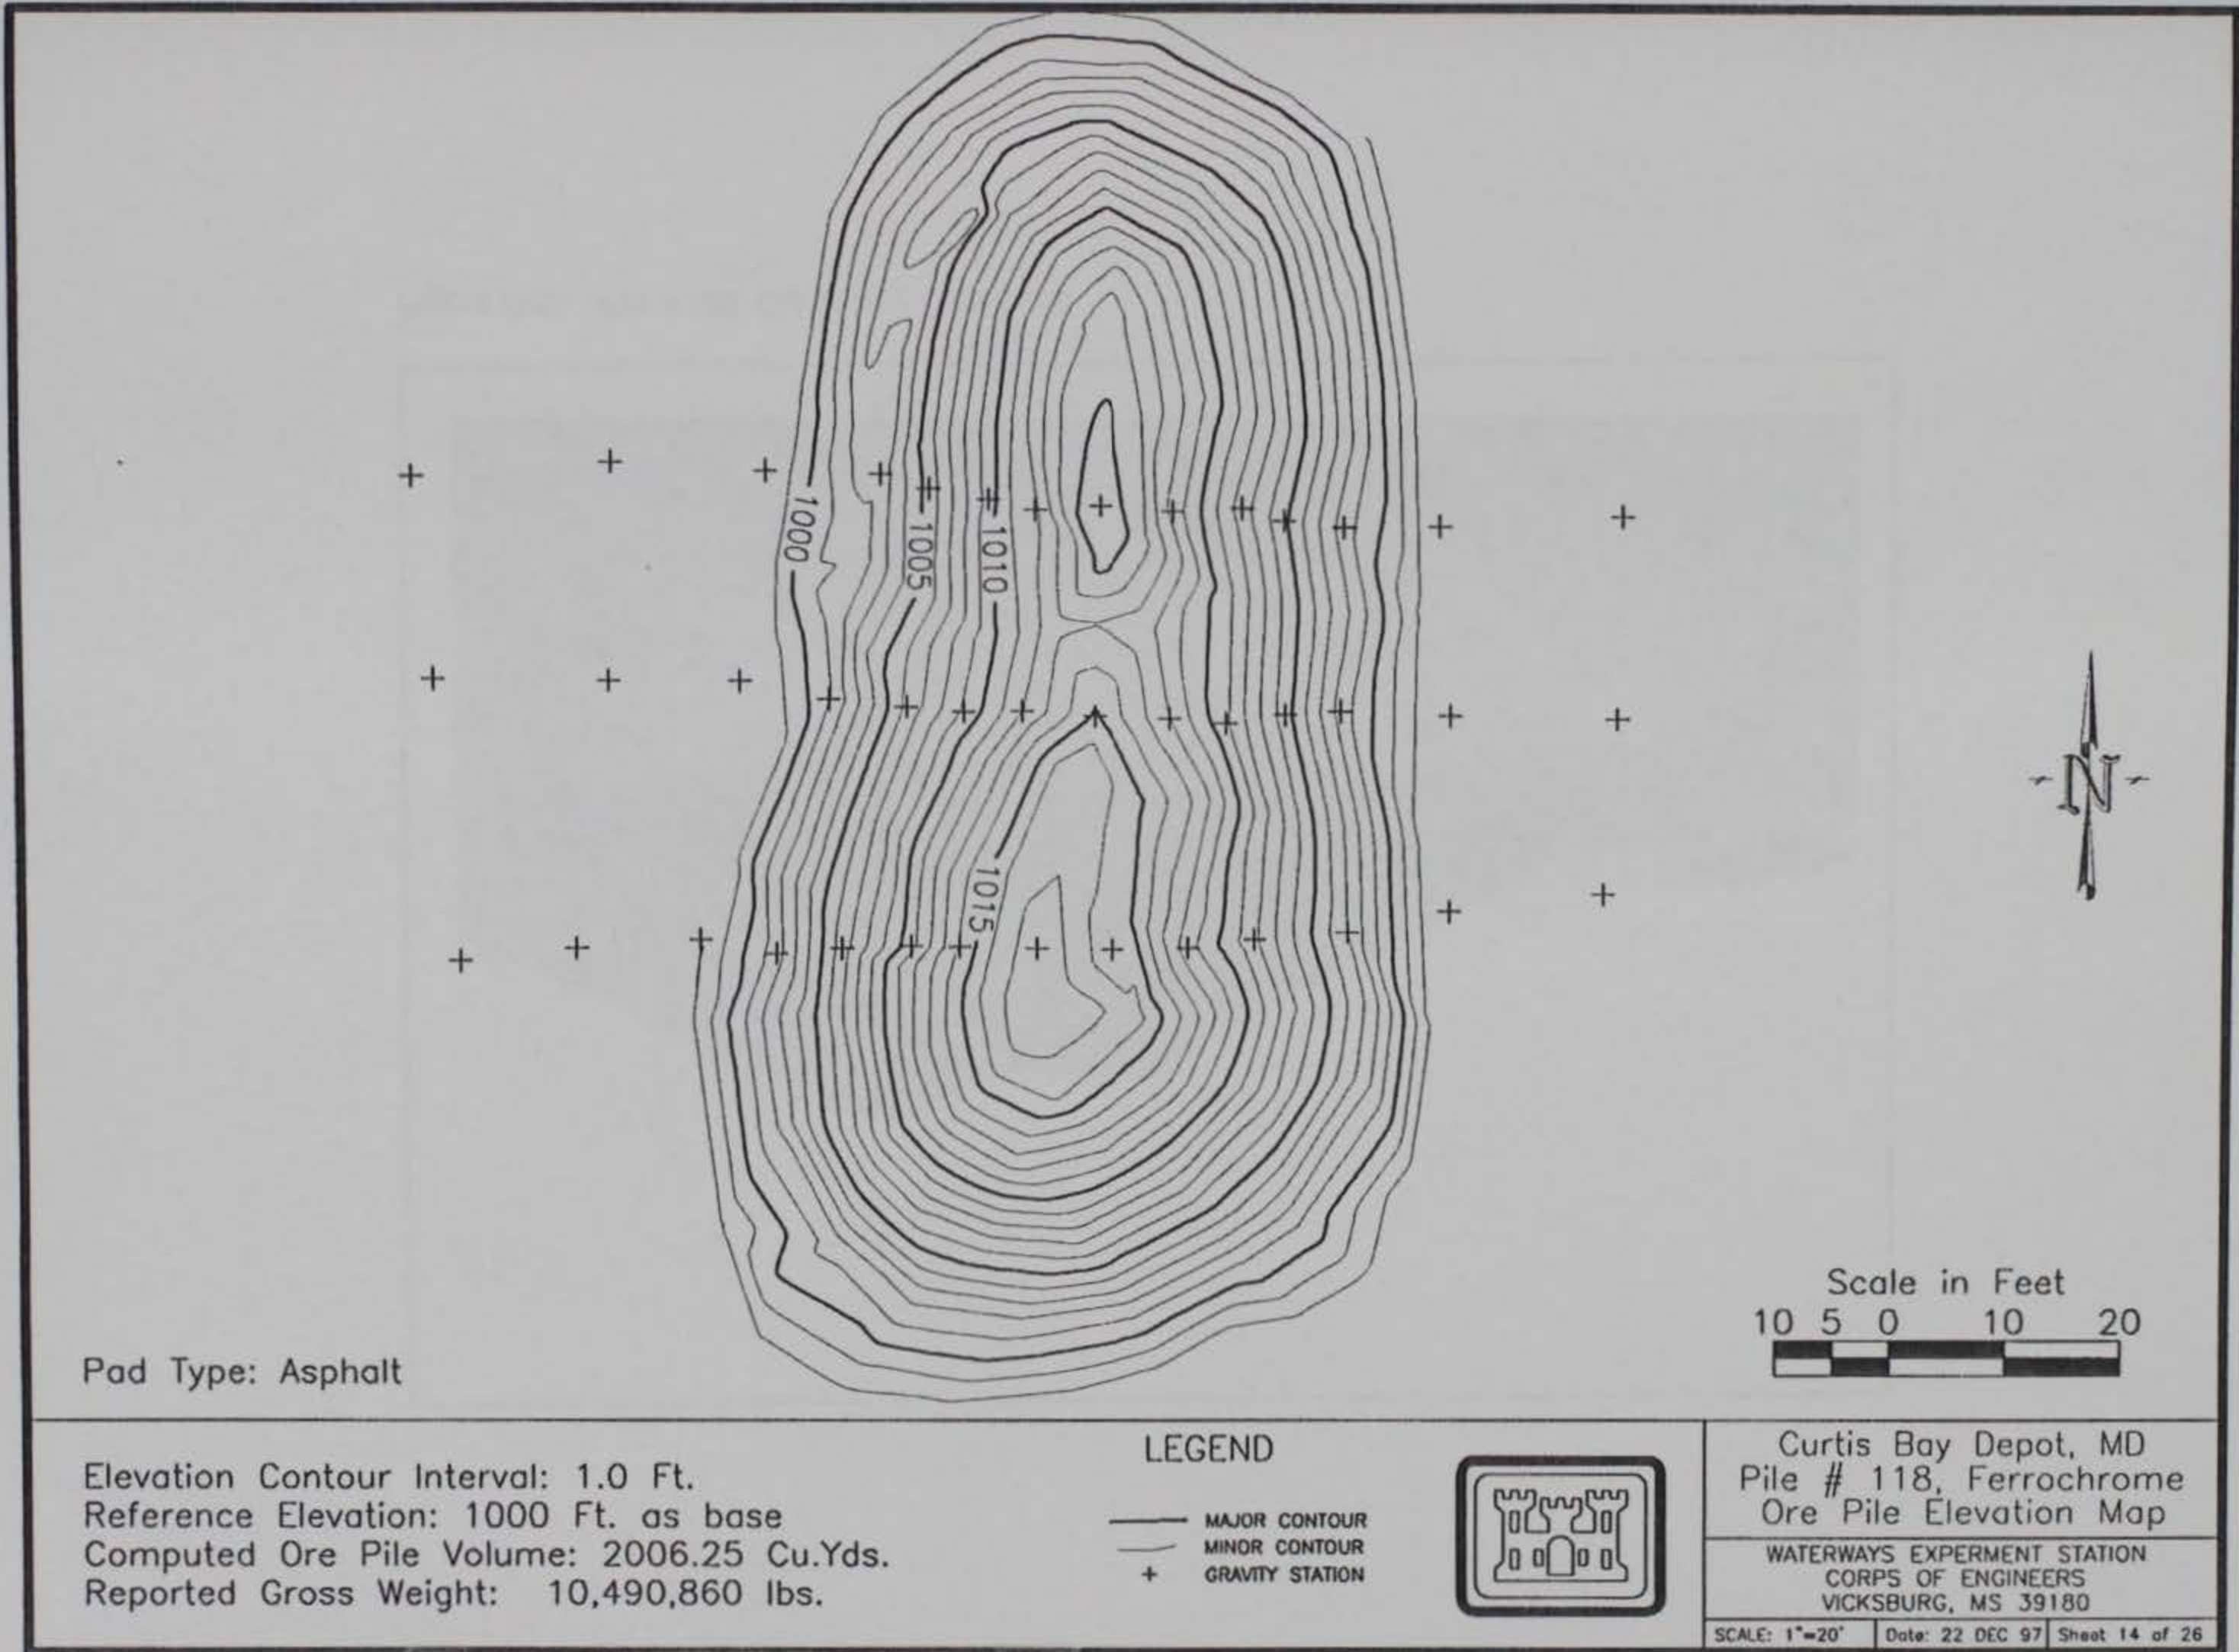 1000
1005
1010
1015
N
Scale in Feet
10 5 0 10 20
Pad Type: Asphalt
Elevation Contour Interval: 1.0 Ft.
Reference Elevation: 1000 Ft. as base
Computed Ore Pile Volume: 2006.25 Cu.Yds.
Reported Gross Weight: 10,490,860 lbs.
LEGEND
MAJOR CONTOUR
MINOR CONTOUR
+ GRAVITY STATION
Curtis Bay Depot, MD
Pile # 118, Ferrochrome
Ore Pile Elevation Map
WATERWAYS EXPERMENT STATION
CORPS OF ENGINEERS
VICKSBURG, MS 39180
SCALE: 1"=20' Date: 22 DEC 97 Sheet 14 of 26